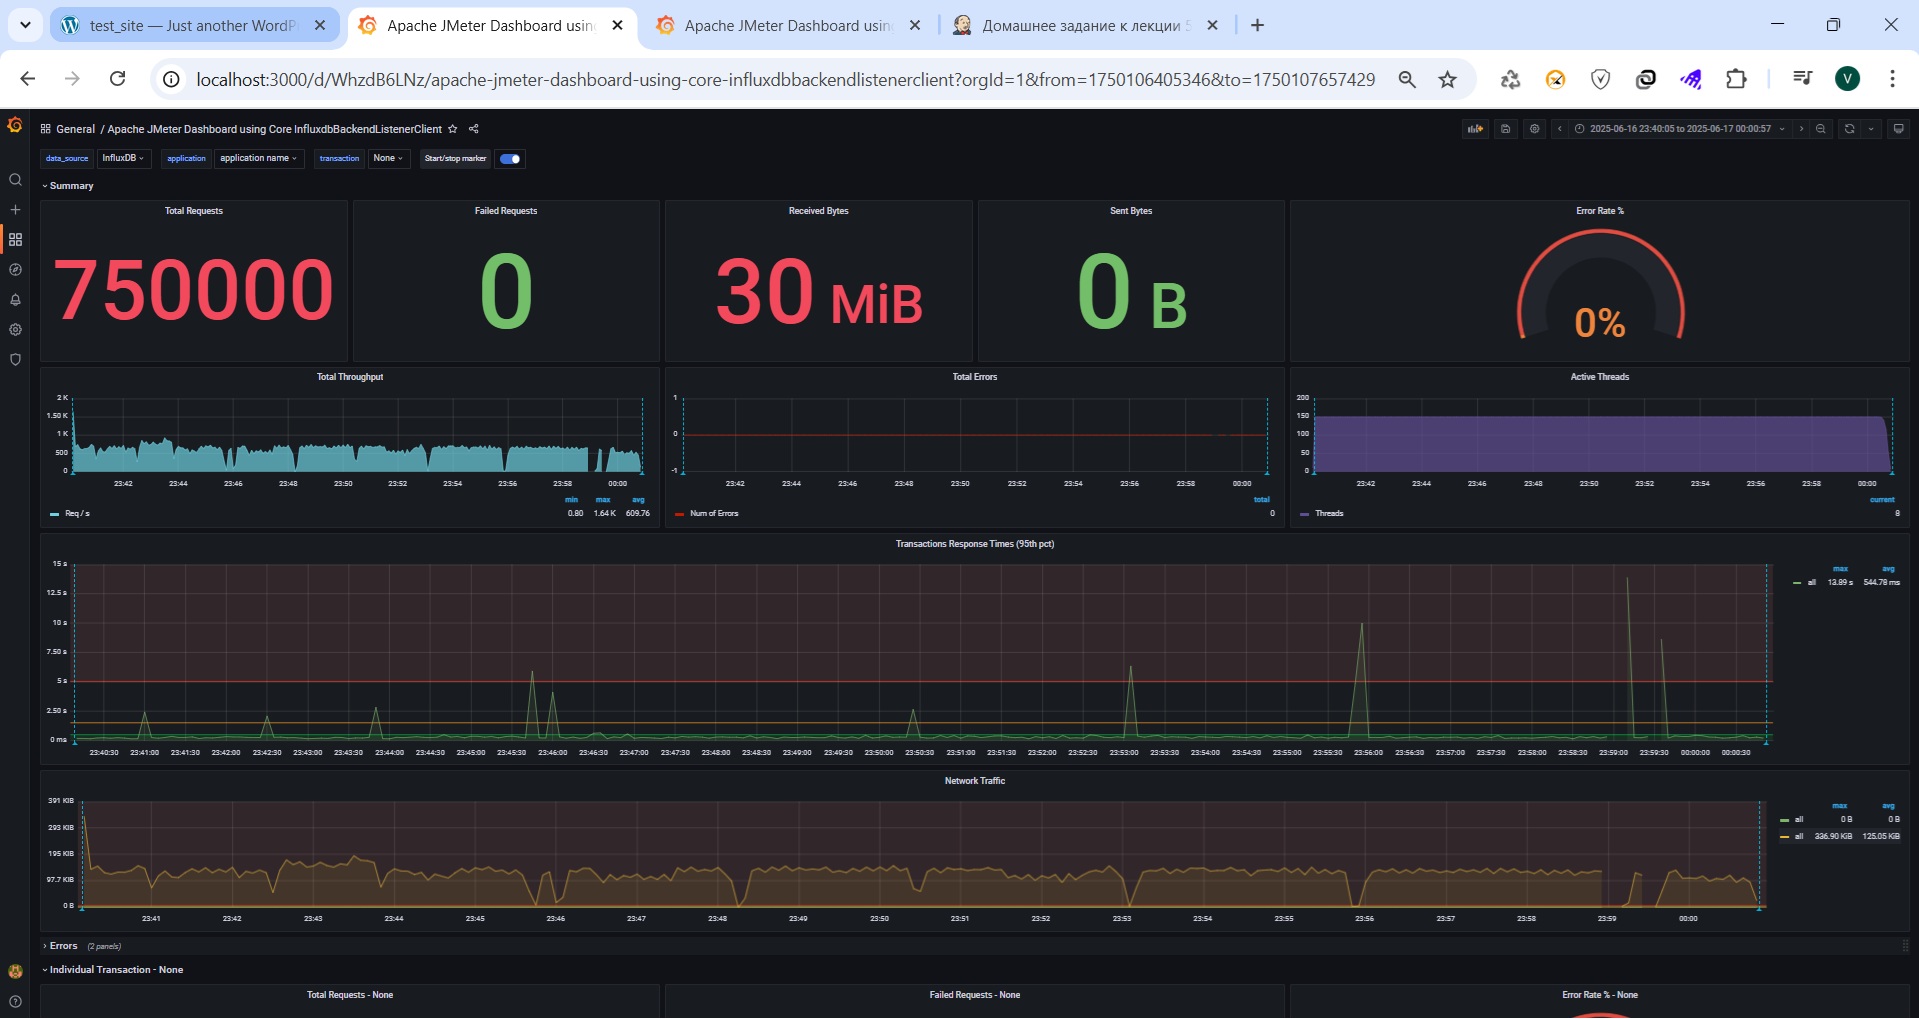 test_site — Just another WordP
Apache JMeter Dashboard usin
Apache JMeter Dashboard usin
Домашнее задание к лекции 5
localhost:3000/d/WhzdB6LNz/apache-jmeter-dashboard-using-core-influxdbbackendlistenerclient?orgId=1&from=1750106405346&to=1750107657429
V
General / Apache JMeter Dashboard using Core InfluxdbBackendListenerClient
2025-06-16 23:40:05 to 2025-06-17 00:00:57
data_source InfluxDB application application name transaction None Start/stop marker
Summary
Total Requests
Failed Requests
Received Bytes
Sent Bytes
Error Rate %
750000
0
30 MiB
0 B
0%
Total Throughput
2 K
1.50 K
1 K
500
0
23:42 23:44 23:46 23:48 23:50 23:52 23:54 23:56 23:58 00:00
min max avg
Req / s 0.80 1.64 K 609.76
Total Errors
1
0
-1
23:42 23:44 23:46 23:48 23:50 23:52 23:54 23:56 23:58 00:00
total
Num of Errors 0
Active Threads
200
150
100
50
0
23:42 23:44 23:46 23:48 23:50 23:52 23:54 23:56 23:58 00:00
current
Threads 8
Transactions Response Times (95th pct)
15 s
12.5 s
10 s
7.50 s
5 s
2.50 s
0 ms
23:40:30 23:41:00 23:41:30 23:42:00 23:42:30 23:43:00 23:43:30 23:44:00 23:44:30 23:45:00 23:45:30 23:46:00 23:46:30 23:47:00 23:47:30 23:48:00 23:48:30 23:49:00 23:49:30 23:50:00 23:50:30 23:51:00 23:51:30 23:52:00 23:52:30 23:53:00 23:53:30 23:54:00 23:54:30 23:55:00 23:55:30 23:56:00 23:56:30 23:57:00 23:57:30 23:58:00 23:58:30 23:59:00 23:59:30 00:00:00 00:00:30
max avg
all 13.89 s 544.78 ms
Network Traffic
391 KiB
293 KiB
195 KiB
97.7 KiB
0 B
23:41 23:42 23:43 23:44 23:45 23:46 23:47 23:48 23:49 23:50 23:51 23:52 23:53 23:54 23:55 23:56 23:57 23:58 23:59 00:00
max avg
all 0 B 0 B
all 336.90 KiB 125.05 KiB
Errors (2 panels)
Individual Transaction - None
Total Requests - None
Failed Requests - None
Error Rate % - None